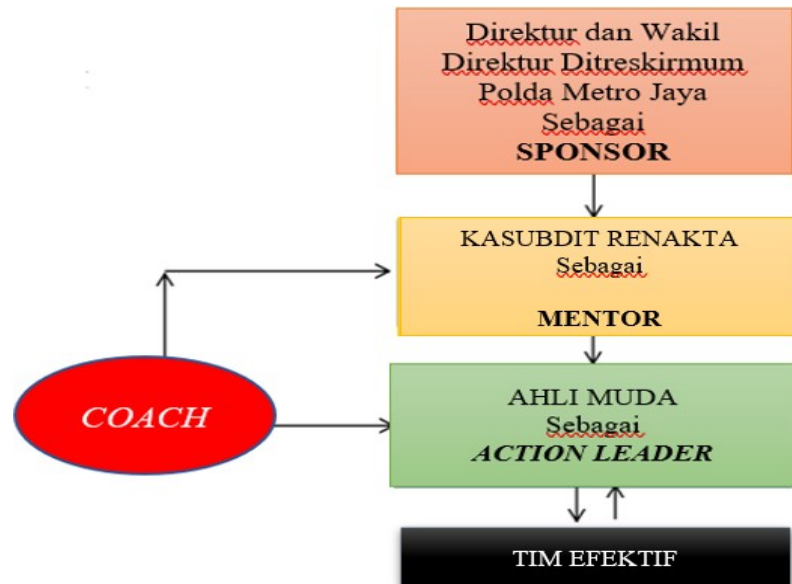 Direktur dan Wakil
Direktur Ditreskirmum
Polda Metro Jaya
Sebagai
SPONSOR
KASUBDIT RENAKTA
Sebagai
MENTOR
COACH
AHLI MUDA
Sebagai
ACTION LEADER
TIM EFEKTIF